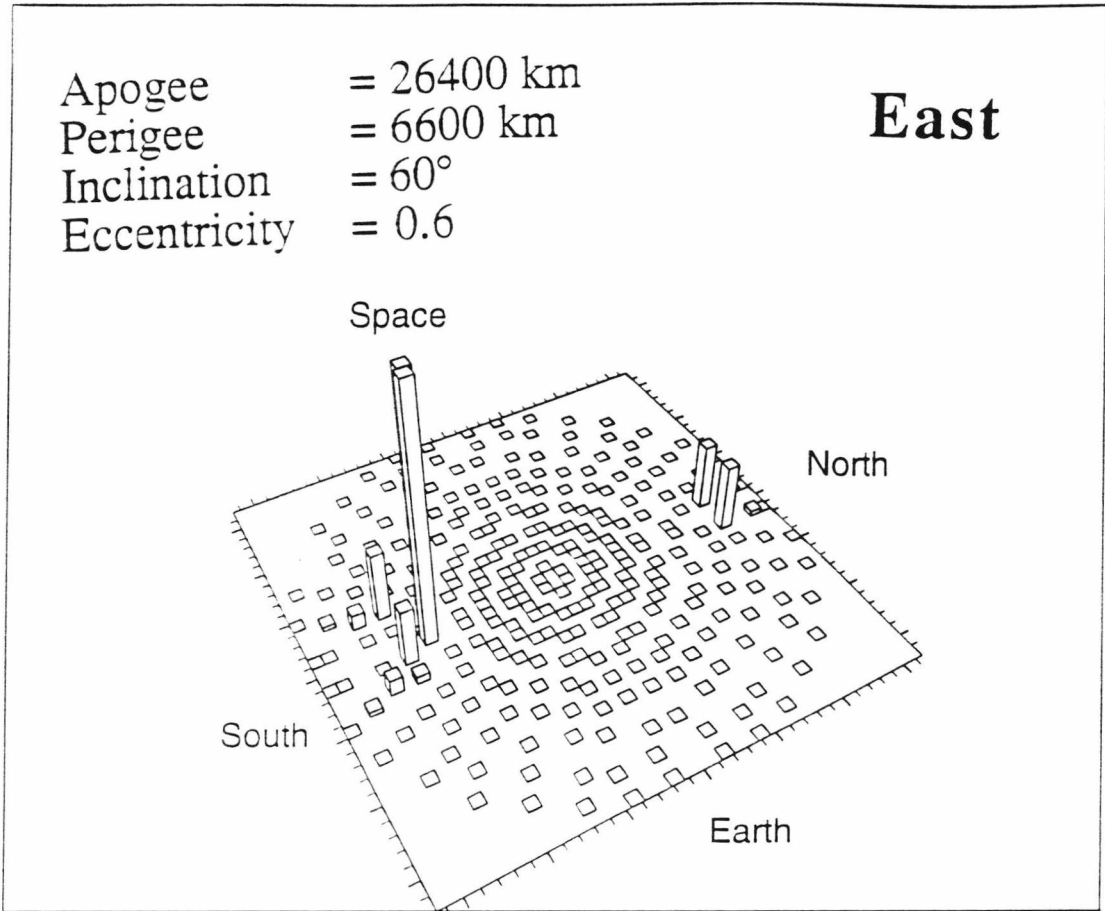 Apogee = 26400 km
Perigee = 6600 km
Inclination = 60°
Eccentricity = 0.6
East
Space
North
South
Earth